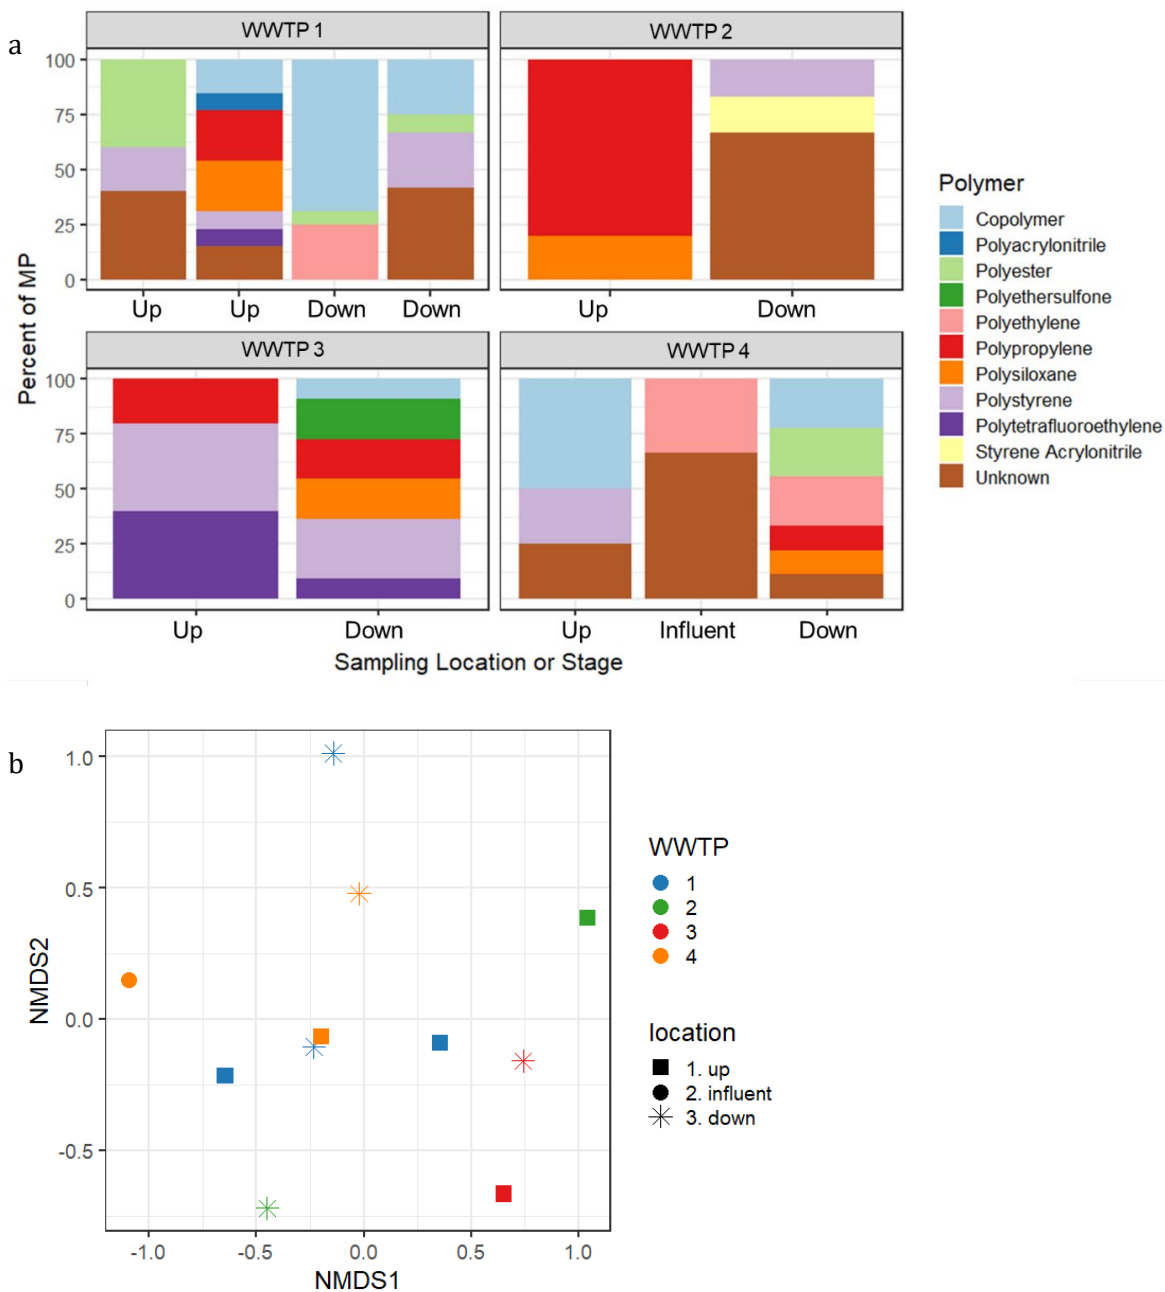 a
WWTP 1
WWTP 2
100
75
50
25
0
Up
Up
Down
Down
Up
Down
WWTP 3
WWTP 4
100
75
50
25
0
Up
Down
Up
Influent
Down
Percent of MP
Sampling Location or Stage
Polymer
Copolymer
Polyacrylonitrile
Polyester
Polyethersulfone
Polyethylene
Polypropylene
Polysiloxane
Polystyrene
Polytetrafluoroethylene
Styrene Acrylonitrile
Unknown
b
1.0
0.5
0.0
-0.5
NMDS2
-1.0
-0.5
0.0
0.5
1.0
NMDS1
WWTP
1
2
3
4
location
1. up
2. influent
3. down